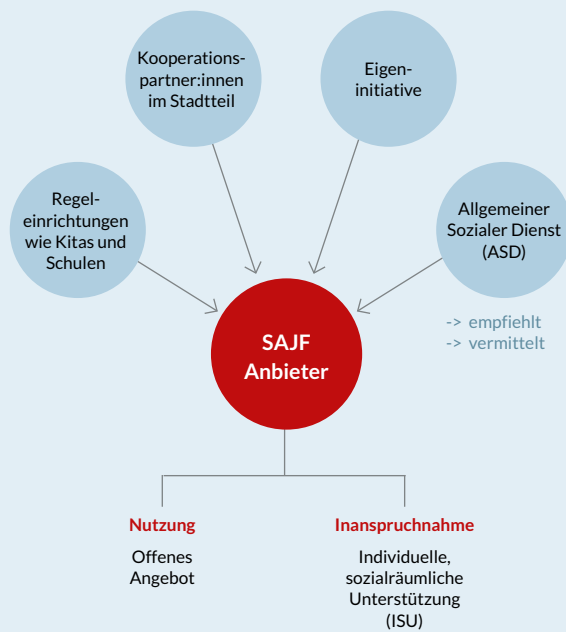 Kooperations-
partner:innen
im Stadtteil
Eigen-
initiative
Regel-
einrichtungen
wie Kitas und
Schulen
Allgemeiner
Sozialer Dienst
(ASD)
-> empfiehlt
-> vermittelt
SAJF
Anbieter
Nutzung
Offenes
Angebot
Inanspruchnahme
Individuelle,
sozialräumliche
Unterstützung
(ISU)